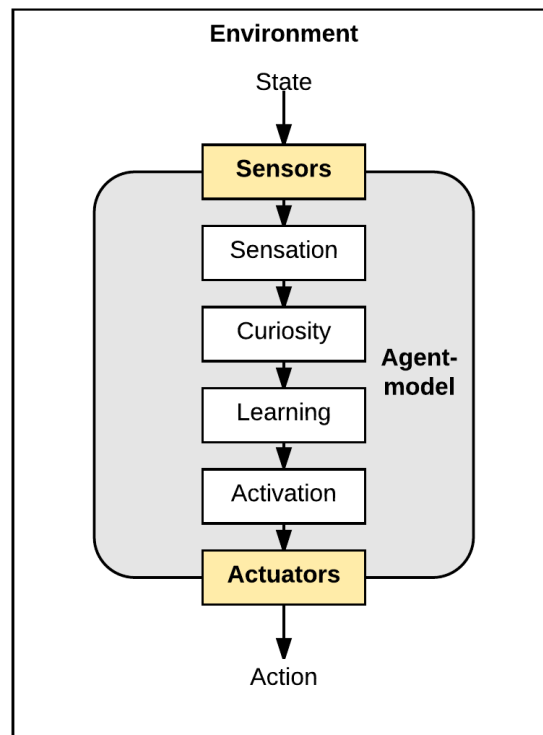 Environment
State
Sensors
Sensation
Curiosity
Agent-
model
Learning
Activation
Actuators
Action